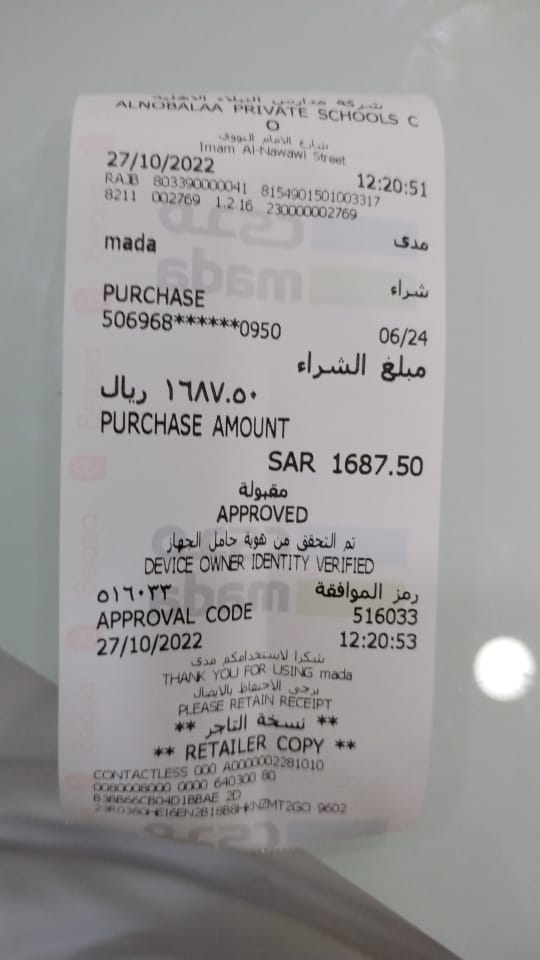 شركة مدارس النبلاء الاهلية
ALNOBALAA PRIVATE SCHOOLS C
O
شارع الامام النووي
Imam Al-Nawawi Street
27/10/2022 12:20:51
RAJB 803390000041 8154901501003317
8211 002769 1.2.16 230000002769
mada مدى
شراء
PURCHASE
506968******0950 06/24
مبلغ الشراء
١٦٨٧.٥٠ ريال
PURCHASE AMOUNT
SAR 1687.50
مقبولة
APPROVED
تم التحقق من هوية حامل الجهاز
DEVICE OWNER IDENTITY VERIFIED
٥١٦٠٣٣ رمز الموافقة
APPROVAL CODE 516033
27/10/2022 12:20:53
شكرا لاستخدامكم مدى
THANK YOU FOR USING mada
يرجى الاحتفاظ بالايصال
PLEASE RETAIN RECEIPT
** نسخة التاجر **
** RETAILER COPY **
CONTACTLESS 000 A0000002281010
0080008000 0000 640300 80
2D
9602